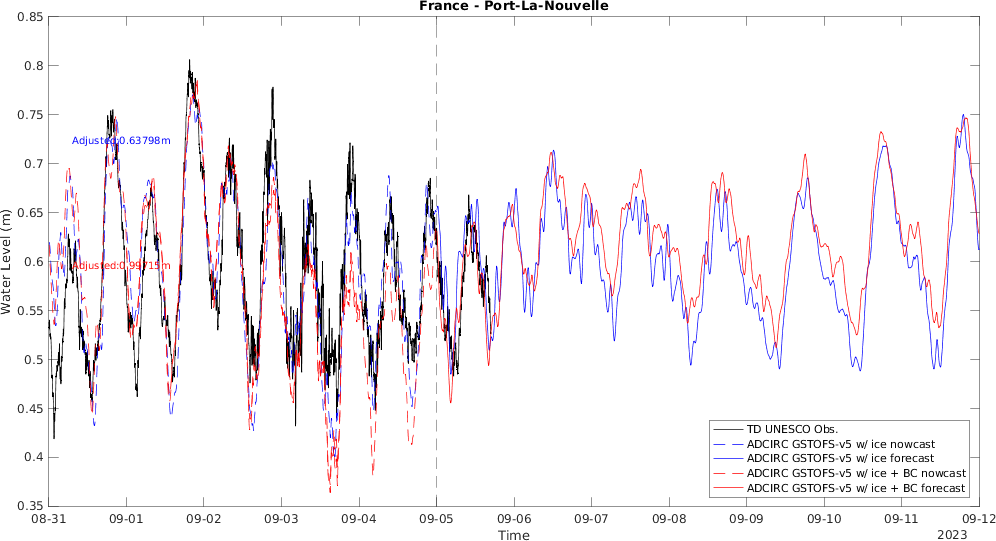 France - Port-La-Nouvelle
0.85
0.8
0.75
0.7
0.65
0.6
0.55
0.5
0.45
0.4
0.35
Water Level (m)
Adjusted:0.63798m
Adjusted:0.99715m
TD UNESCO Obs.
ADCIRC GSTOFS-v5 w/ ice nowcast
ADCIRC GSTOFS-v5 w/ ice forecast
ADCIRC GSTOFS-v5 w/ ice + BC nowcast
ADCIRC GSTOFS-v5 w/ ice + BC forecast
08-31 09-01 09-02 09-03 09-04 09-05 09-06 09-07 09-08 09-09 09-10 09-11 09-12
Time
2023